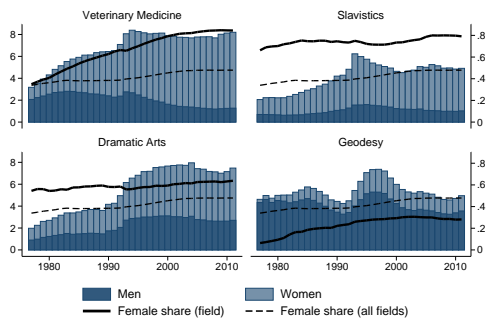 Veterinary Medicine
Slavistics
8
6
4
2
0
.8
.6
.4
.2
0
Dramatic Arts
Geodesy
8
6
4
2
0
.8
.6
.4
.2
0
1980 1990 2000 2010
1980 1990 2000 2010
Men
Women
Female share (field)
Female share (all fields)